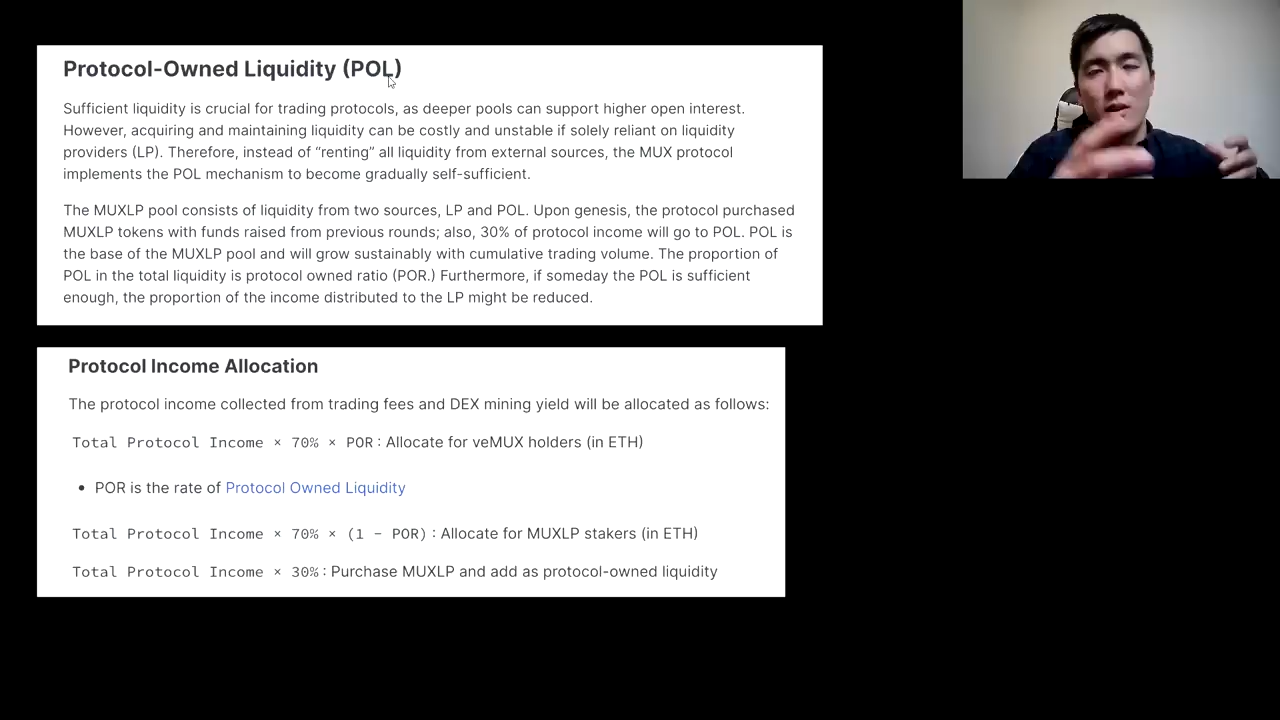 Protocol-Owned Liquidity (POL)
Sufficient liquidity is crucial for trading protocols, as deeper pools can support higher open interest.
However, acquiring and maintaining liquidity can be costly and unstable if solely reliant on liquidity
providers (LP). Therefore, instead of “renting” all liquidity from external sources, the MUX protocol
implements the POL mechanism to become gradually self-sufficient.
The MUXLP pool consists of liquidity from two sources, LP and POL. Upon genesis, the protocol purchased
MUXLP tokens with funds raised from previous rounds; also, 30% of protocol income will go to POL. POL is
the base of the MUXLP pool and will grow sustainably with cumulative trading volume. The proportion of
POL in the total liquidity is protocol owned ratio (POR.) Furthermore, if someday the POL is sufficient
enough, the proportion of the income distributed to the LP might be reduced.
Protocol Income Allocation
The protocol income collected from trading fees and DEX mining yield will be allocated as follows:
Total Protocol Income × 70% × POR : Allocate for veMUX holders (in ETH)
• POR is the rate of Protocol Owned Liquidity
Total Protocol Income × 70% × (1 - POR) : Allocate for MUXLP stakers (in ETH)
Total Protocol Income × 30% : Purchase MUXLP and add as protocol-owned liquidity